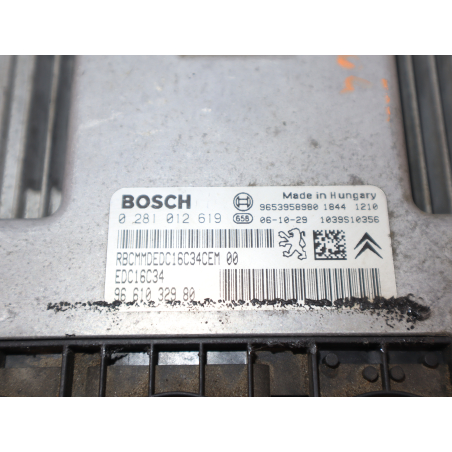 BOSCH
Made in Hungary
9653958980 1844 1210
0 281 012 619 658 06-10-29 1039S10356
RBCMMDEDC16C34CEM 00
EDC16C34
96 610 329 80